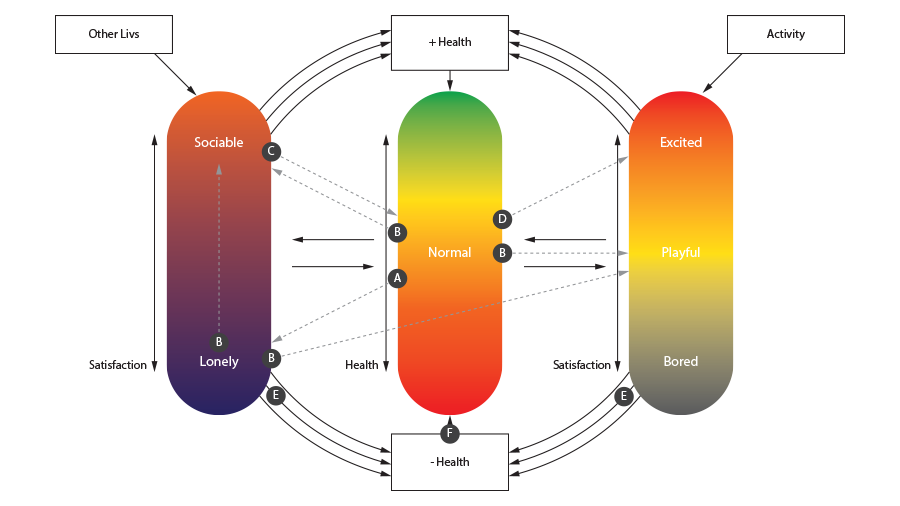 Other Livs
+ Health
Activity
Sociable
Excited
C
D
B
Normal
B
Playful
A
B
Satisfaction
Lonely
B
Health
Satisfaction
Bored
E
E
F
- Health